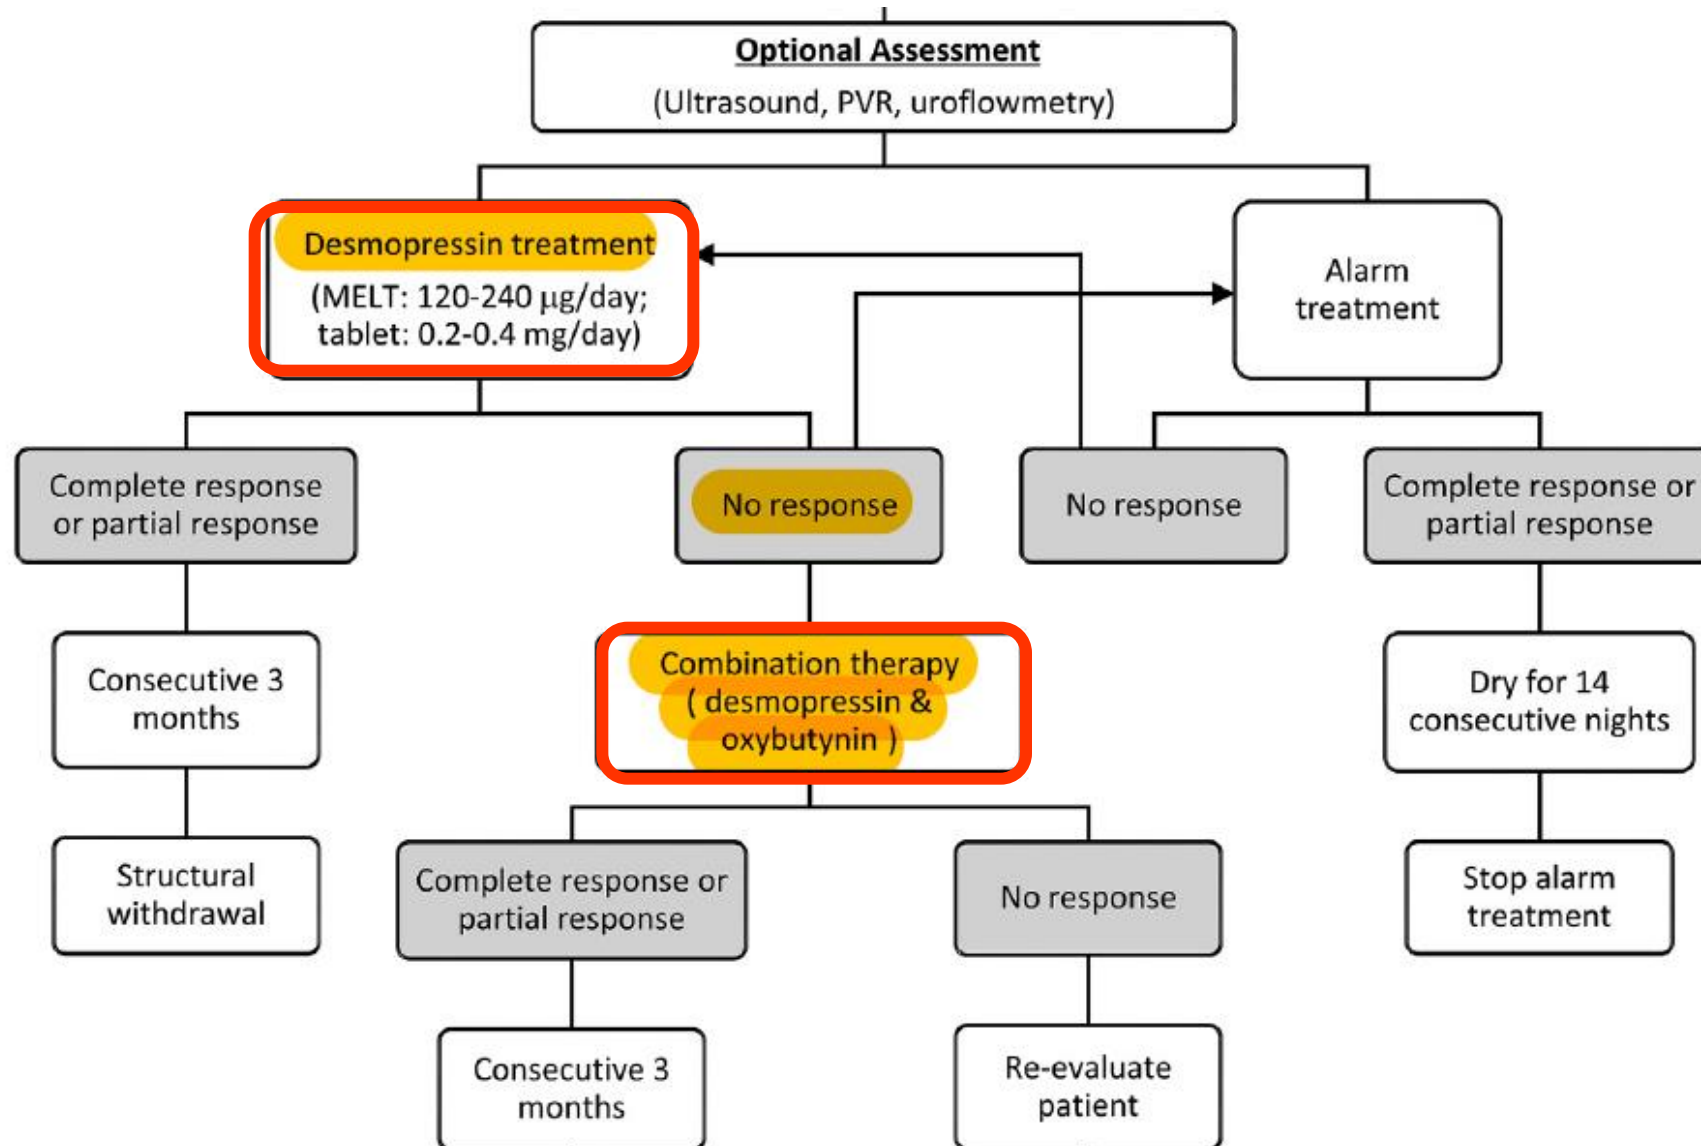 Optional Assessment
(Ultrasound, PVR, uroflowmetry)
Desmopressin treatment
(MELT: 120-240 μg/day;
tablet: 0.2-0.4 mg/day)
Alarm
treatment
Complete response
or partial response
No response
No response
Complete response or
partial response
Consecutive 3
months
Combination therapy
( desmopressin &
oxybutynin )
Dry for 14
consecutive nights
Structural
withdrawal
Complete response or
partial response
No response
Stop alarm
treatment
Consecutive 3
months
Re-evaluate
patient